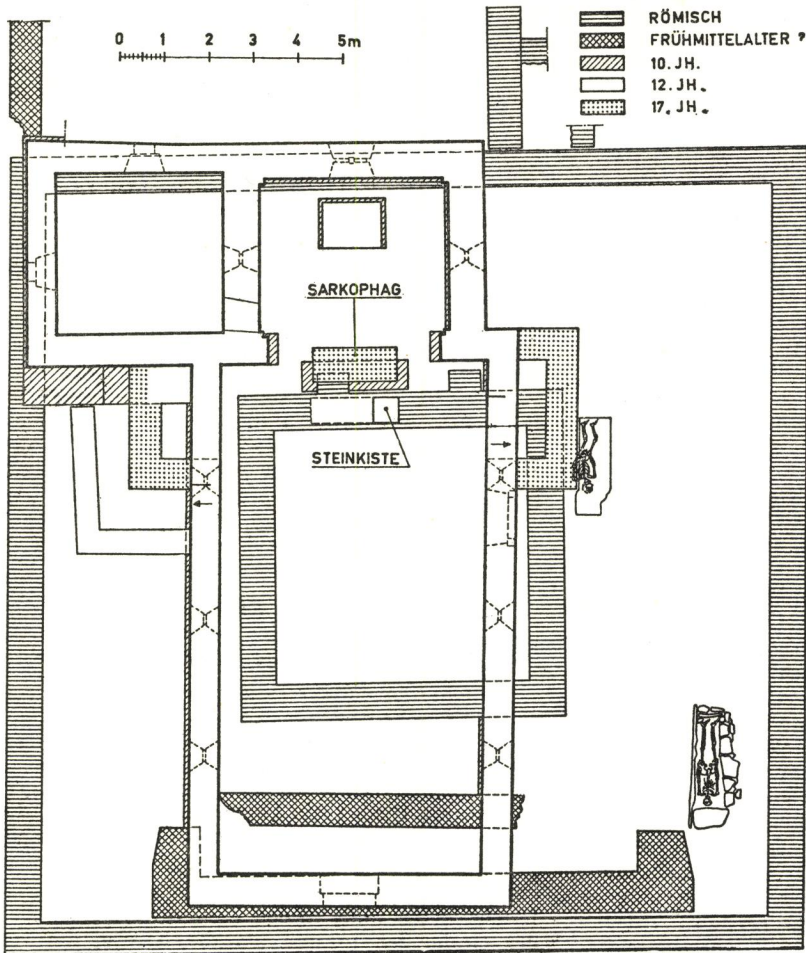 0 1 2 3 4 5m
RÖMISCH
FRÜHMITTELALTER ?
10. JH.
12. JH.
17. JH.
SARKOPHAG
STEINKISTE